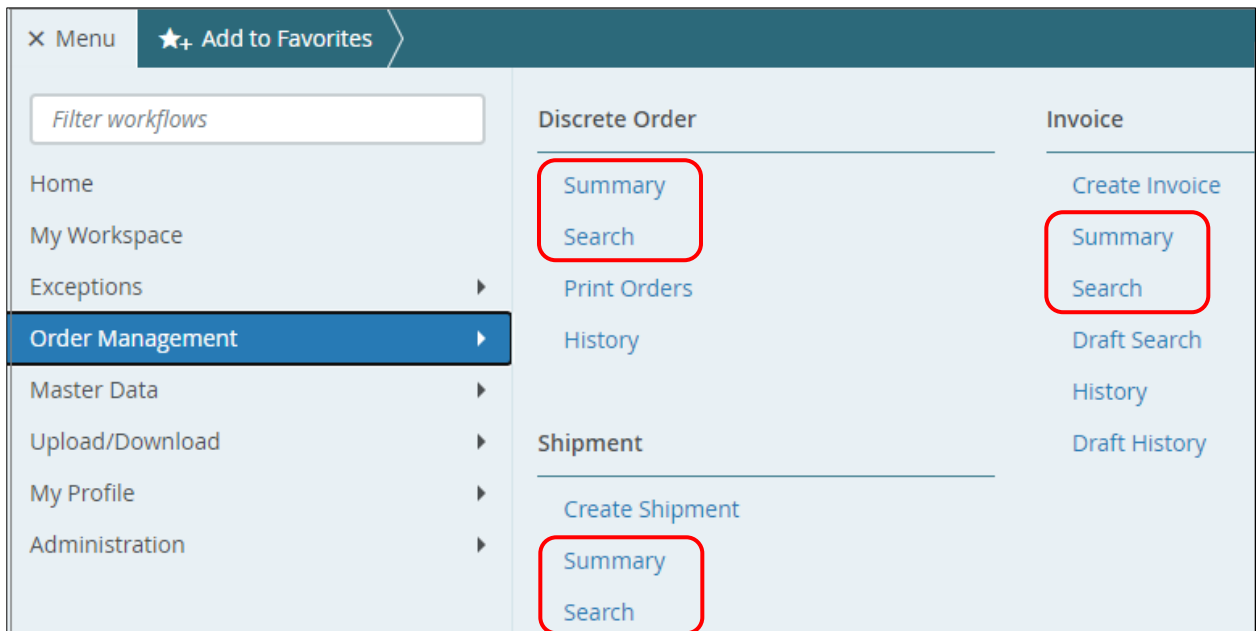 × Menu
Add to Favorites
Filter workflows
Home
My Workspace
Exceptions
Order Management
Master Data
Upload/Download
My Profile
Administration
Discrete Order
Summary
Search
Print Orders
History
Shipment
Create Shipment
Summary
Search
Invoice
Create Invoice
Summary
Search
Draft Search
History
Draft History